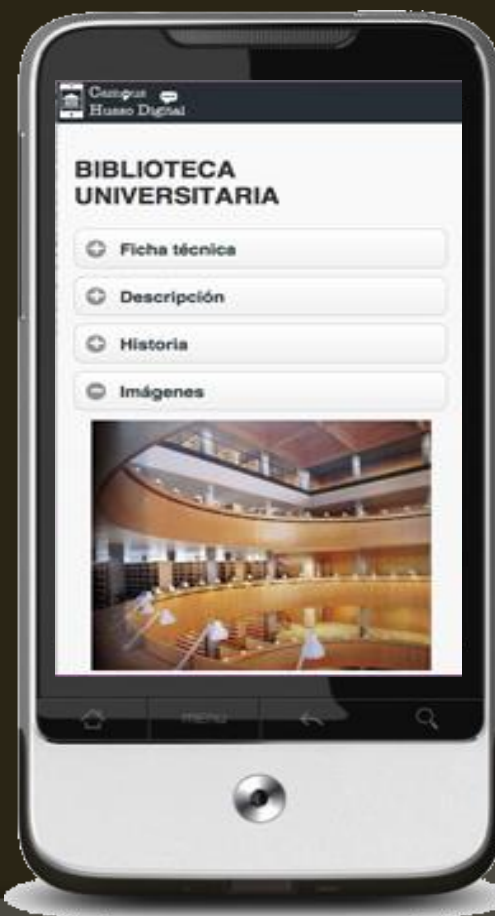 Campus
Huaso Digital
BIBLIOTECA
UNIVERSITARIA
Ficha técnica
Descripción
Historia
Imágenes
menu